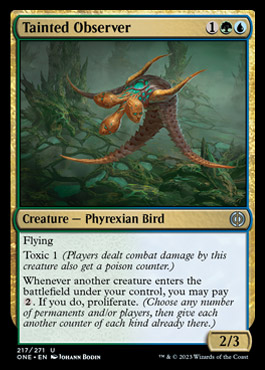 Tainted Observer 1
Creature — Phyrexian Bird
Flying
Toxic 1 (Players dealt combat damage by this
creature also get a poison counter.)
Whenever another creature enters the
battlefield under your control, you may pay
2. If you do, proliferate. (Choose any
number of permanents and/or players, then give each
another counter of each kind already there.)
2/3
217/271 U
ONE • EN Johann Bodin
™ & © 2023 Wizards of the Coast